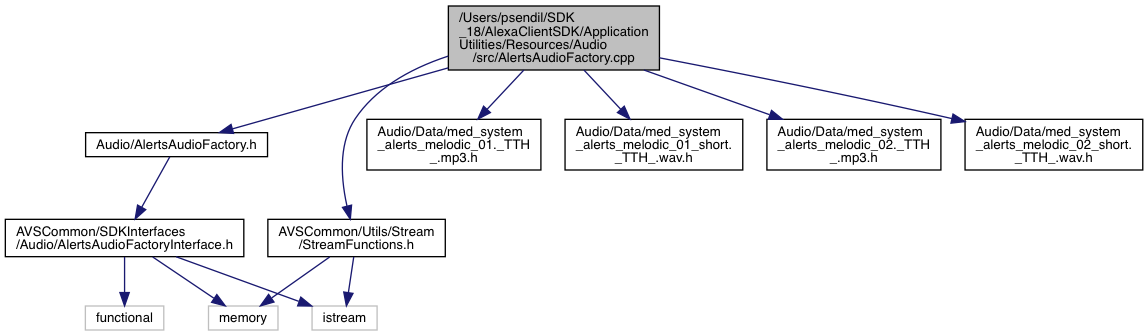 /Users/psendil/SDK
_18/AlexaClientSDK/Application
Utilities/Resources/Audio
/src/AlertsAudioFactory.cpp
Audio/AlertsAudioFactory.h
Audio/Data/med_system
_alerts_melodic_01._TTH
_.mp3.h
Audio/Data/med_system
_alerts_melodic_01_short.
_TTH_.wav.h
Audio/Data/med_system
_alerts_melodic_02._TTH
_.mp3.h
Audio/Data/med_system
_alerts_melodic_02_short.
_TTH_.wav.h
AVSCommon/SDKInterfaces
/Audio/AlertsAudioFactoryInterface.h
AVSCommon/Utils/Stream
/StreamFunctions.h
functional
memory
istream